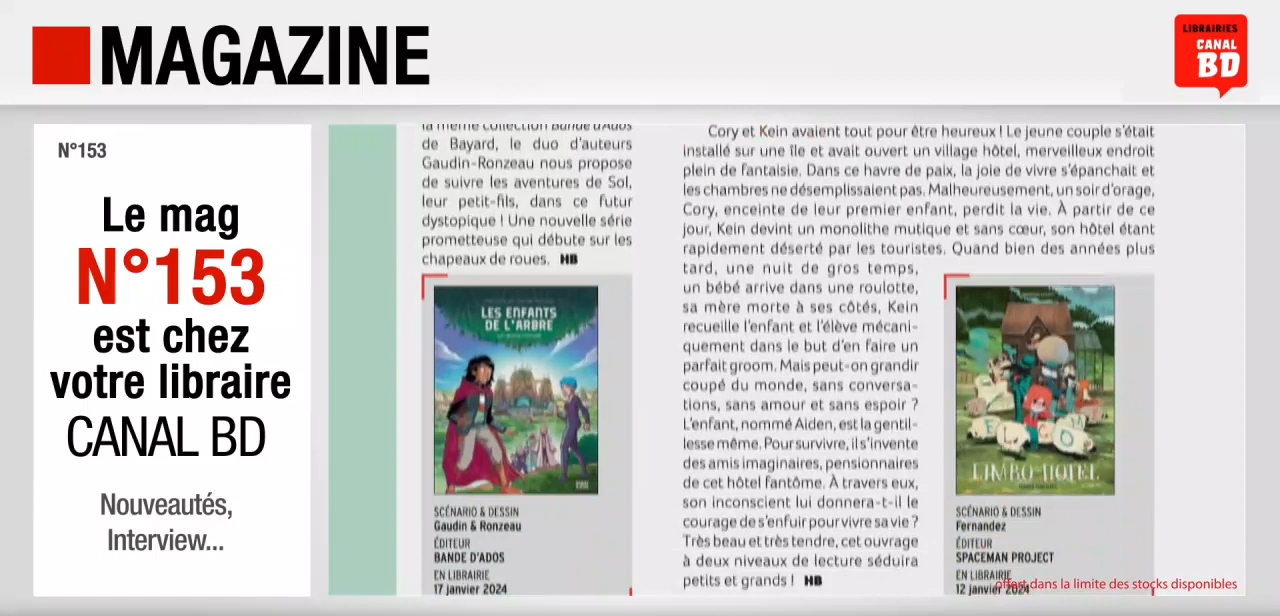 MAGAZINE
LIBRAIRIES
CANAL
BD
N°153
Le mag
N°153
est chez
votre libraire
CANAL BD
Nouveautés,
Interview...
la même collection Bande d'Ados
de Bayard, le duo d'auteurs
Gaudin-Ronzeau nous propose
de suivre les aventures de Sol,
leur petit-fils, dans ce futur
dystopique ! Une nouvelle série
prometteuse qui débute sur les
chapeaux de roues. HB
LES ENFANTS
DE L'ARBRE
SCÉNARIO & DESSIN
Gaudin & Ronzeau
ÉDITEUR
BANDE D'ADOS
EN LIBRAIRIE
17 janvier 2024
Cory et Kein avaient tout pour être heureux ! Le jeune couple s'était
installé sur une île et avait ouvert un village hôtel, merveilleux endroit
plein de fantaisie. Dans ce havre de paix, la joie de vivre s'épanchait et
les chambres ne désemplissaient pas. Malheureusement, un soir d'orage,
Cory, enceinte de leur premier enfant, perdit la vie. À partir de ce
jour, Kein devint un monolithe mutique et sans cœur, son hôtel étant
rapidement déserté par les touristes. Quand bien des années plus
tard, une nuit de gros temps,
un bébé arrive dans une roulotte,
sa mère morte à ses côtés, Kein
recueille l'enfant et l'élève mécani-
quement dans le but d'en faire un
parfait groom. Mais peut-on grandir
coupé du monde, sans conversa-
tions, sans amour et sans espoir ?
L'enfant, nommé Aiden, est la gentil-
lesse même. Pour survivre, il s'invente
des amis imaginaires, pensionnaires
de cet hôtel fantôme. À travers eux,
son inconscient lui donnera-t-il le
courage de s'enfuir pour vivre sa vie ?
Très beau et très tendre, cet ouvrage
à deux niveaux de lecture séduira
petits et grands ! HB
LIMBO-HOTEL
SCÉNARIO & DESSIN
Fernandez
ÉDITEUR
SPACEMAN PROJECT
EN LIBRAIRIE
12 janvier 2024
offert dans la limite des stocks disponibles